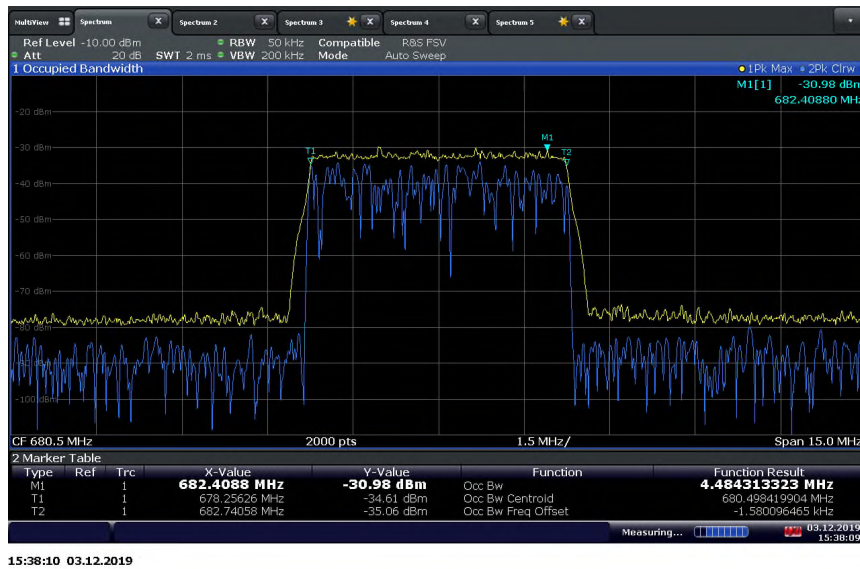 MultiView Spectrum X Spectrum 2 X Spectrum 3 X Spectrum 4 X Spectrum 5 X
Ref Level -10.00 dBm RBW 50 kHz Compatible R&S FSV
Att 20 dB SWT 2 ms VBW 200 kHz Mode Auto Sweep
1 Occupied Bandwidth 1Pk Max 2Pk Clrw
M1[1] -30.98 dBm
682.40880 MHz
-20 dBm
M1
-30 dBm
T1 T2
-40 dBm
-50 dBm
-60 dBm
-70 dBm
-80 dBm
-100 dBm
CF 680.5 MHz 2000 pts 1.5 MHz/ Span 15.0 MHz
2 Marker Table
Type Ref Trc X-Value Y-Value Function Function Result
M1 1 682.4088 MHz -30.98 dBm Occ Bw 4.484313323 MHz
T1 1 678.25626 MHz -34.61 dBm Occ Bw Centroid 680.498419904 MHz
T2 1 682.74058 MHz -35.06 dBm Occ Bw Freq Offset -1.580096465 kHz
Measuring... 03.12.2019
15:38:09
15:38:10 03.12.2019